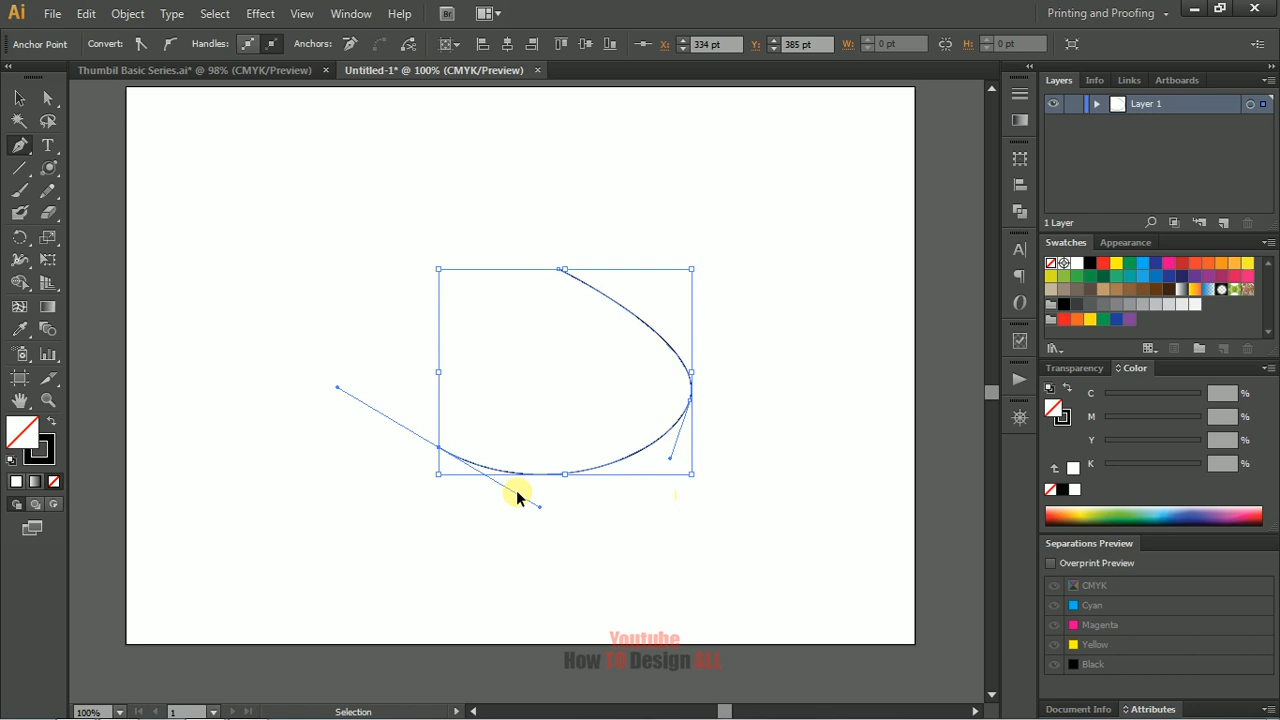 Ai File Edit Object Type Select Effect View Window Help Br Printing and Proofing
Anchor Point Convert: Handles: Anchors: X: 334 pt Y: 385 pt W: 0 pt H: 0 pt
Thumbil Basic Series.ai* @ 98% (CMYK/Preview) × Untitled-1* @ 100% (CMYK/Preview) ×
Layers Info Links Artboards
Layer 1
1 Layer
Swatches Appearance
Transparency Color
C %
M %
Y %
K %
Separations Preview
Overprint Preview
CMYK
Cyan
Magenta
Yellow
Black
Youtube
How TO Design ALL
100% 1 Selection
Document Info Attributes